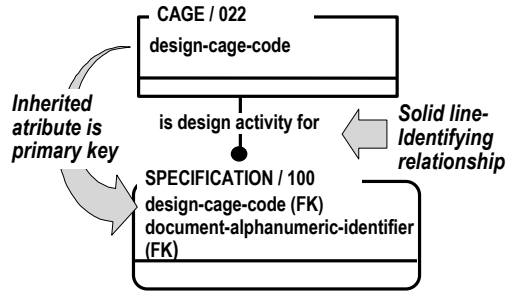 CAGE / 022
design-cage-code
Inherited
atribute is
primary key
is design activity for
Solid line-
Identifying
relationship
SPECIFICATION / 100
design-cage-code (FK)
document-alphanumeric-identifier
(FK)